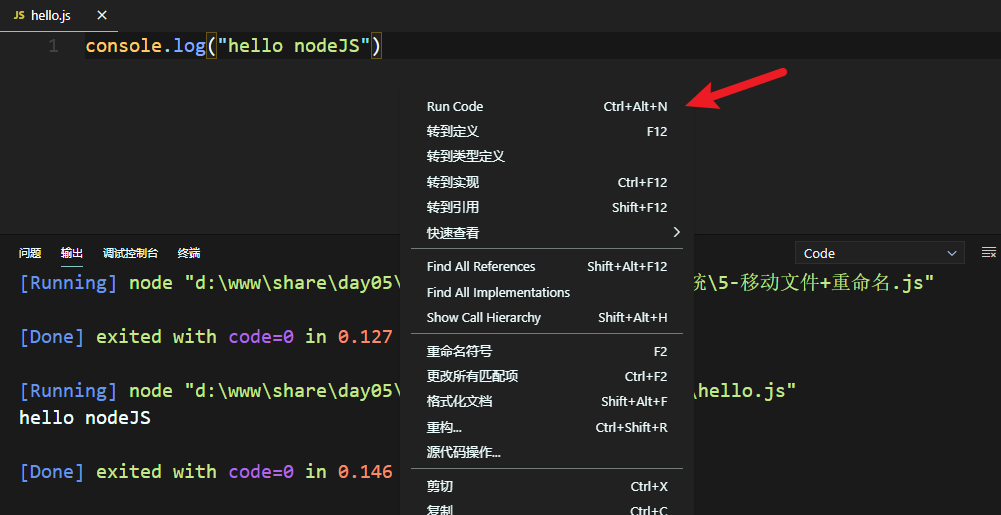 JS hello.js ×
1 console.log("hello nodeJS")
Run Code Ctrl+Alt+N
转到定义 F12
转到类型定义
转到实现 Ctrl+F12
转到引用 Shift+F12
快速查看
Find All References Shift+Alt+F12
Find All Implementations
Show Call Hierarchy Shift+Alt+H
重命名符号 F2
更改所有匹配项 Ctrl+F2
格式化文档 Shift+Alt+F
重构... Ctrl+Shift+R
源代码操作...
剪切 Ctrl+X
复制 Ctrl+C
问题 输出 调试控制台 终端 Code
[Running] node "d:\www\share\day05\ 统\5-移动文件+重命名.js"
[Done] exited with code=0 in 0.127
[Running] node "d:\www\share\day05\ \hello.js"
hello nodeJS
[Done] exited with code=0 in 0.146